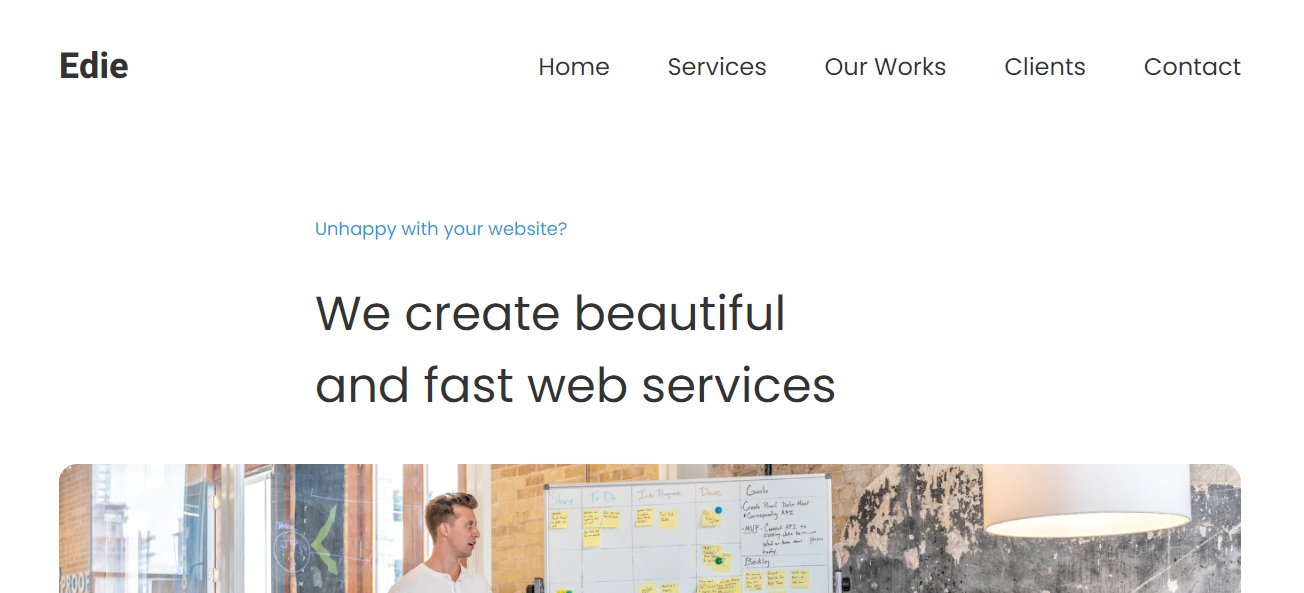 Edie
Home Services Our Works Clients Contact
Unhappy with your website?
We create beautiful
and fast web services
Story To Do In Progress Done Goals
Backlog